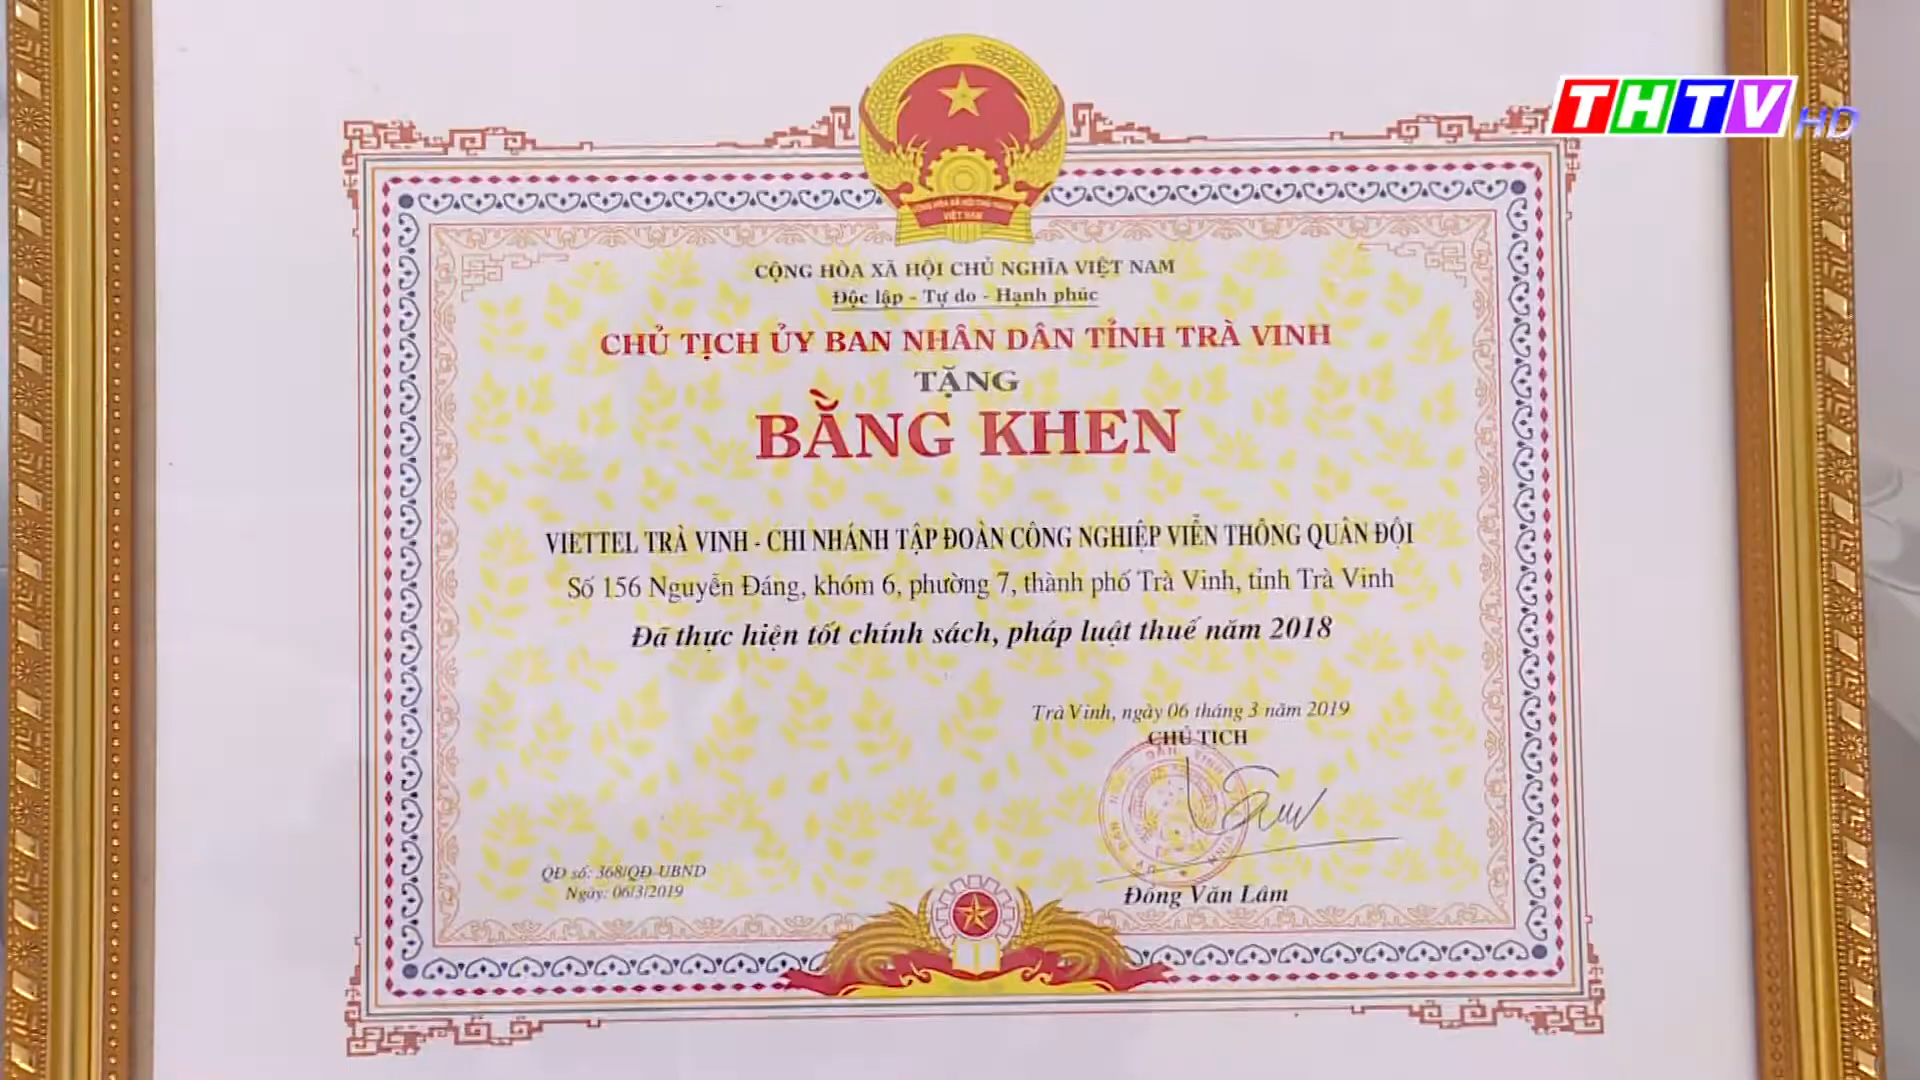 THTV HD
CỘNG HÒA XÃ HỘI CHỦ NGHĨA VIỆT NAM
Độc lập - Tự do - Hạnh phúc
CHỦ TỊCH ỦY BAN NHÂN DÂN TỈNH TRÀ VINH
TẶNG
BẰNG KHEN
VIETTEL TRÀ VINH - CHI NHÁNH TẬP ĐOÀN CÔNG NGHIỆP VIỄN THÔNG QUÂN ĐỘI
Số 156 Nguyễn Đáng, khóm 6, phường 7, thành phố Trà Vinh, tỉnh Trà Vinh
Đã thực hiện tốt chính sách, pháp luật thuế năm 2018
Trà Vinh, ngày 06 tháng 3 năm 2019
CHỦ TỊCH
QĐ số: 368/QĐ-UBND
Ngày: 06/3/2019
Đồng Văn Lâm